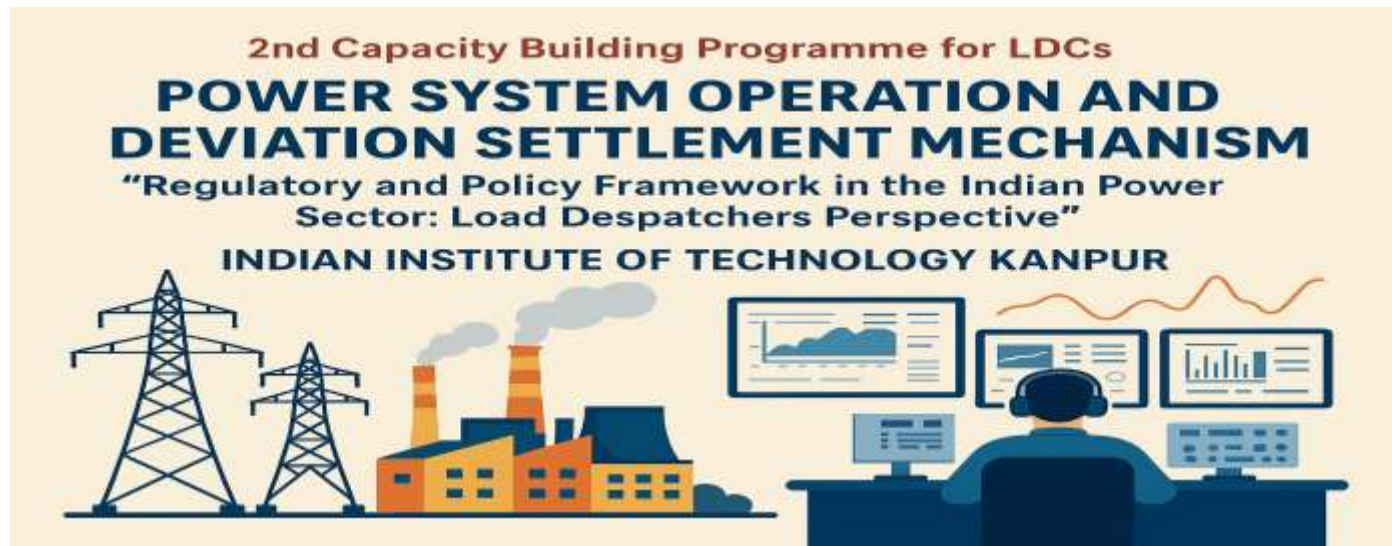 2nd Capacity Building Programme for LDCs
POWER SYSTEM OPERATION AND
DEVIATION SETTLEMENT MECHANISM
“Regulatory and Policy Framework in the Indian Power
Sector: Load Despatchers Perspective”
INDIAN INSTITUTE OF TECHNOLOGY KANPUR